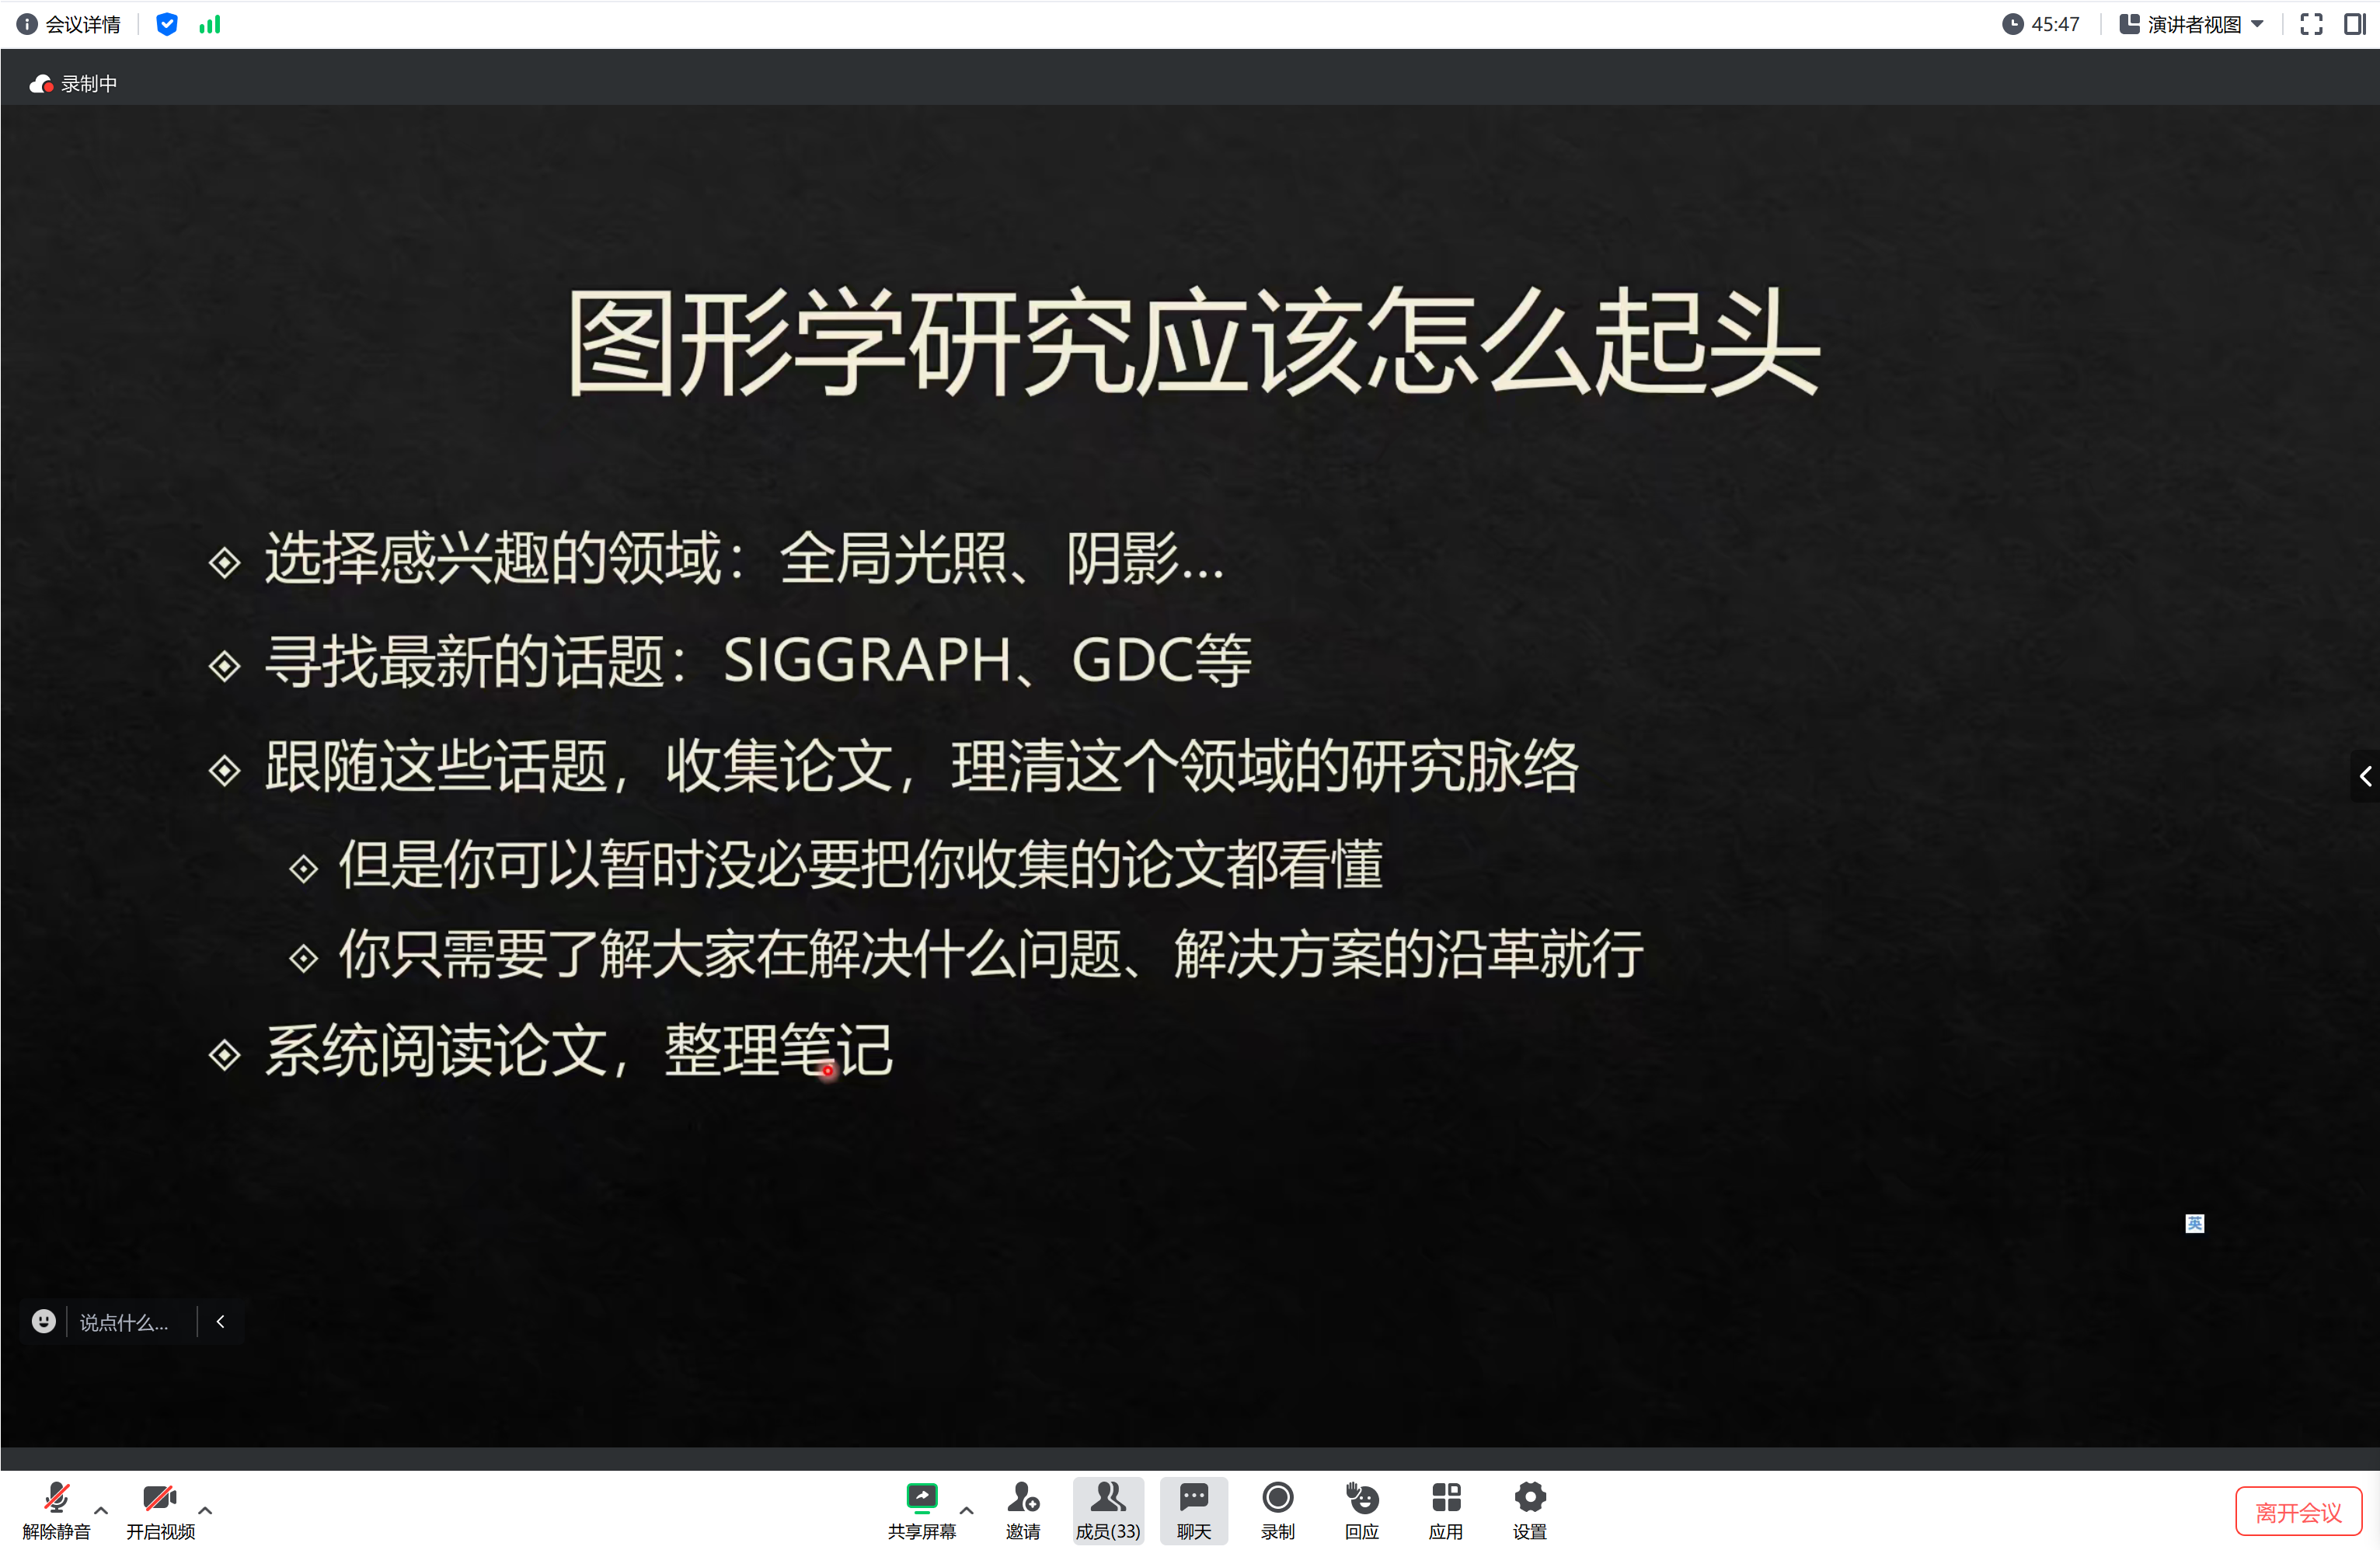 会议详情
45:47
演讲者视图
录制中
图形学研究应该怎么起头
选择感兴趣的领域：全局光照、阴影...
寻找最新的话题：SIGGRAPH、GDC等
跟随这些话题，收集论文，理清这个领域的研究脉络
但是你可以暂时没必要把你收集的论文都看懂
你只需要了解大家在解决什么问题、解决方案的沿革就行
系统阅读论文，整理笔记
英
说点什么...
解除静音
开启视频
共享屏幕
邀请
成员(33)
聊天
录制
回应
应用
设置
离开会议